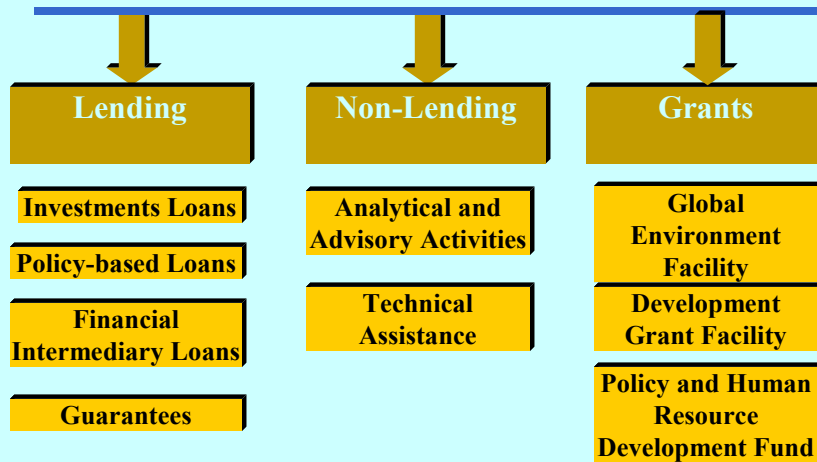 Lending
Investments Loans
Policy-based Loans
Financial
Intermediary Loans
Guarantees
Non-Lending
Analytical and
Advisory Activities
Technical
Assistance
Grants
Global
Environment
Facility
Development
Grant Facility
Policy and Human
Resource
Development Fund